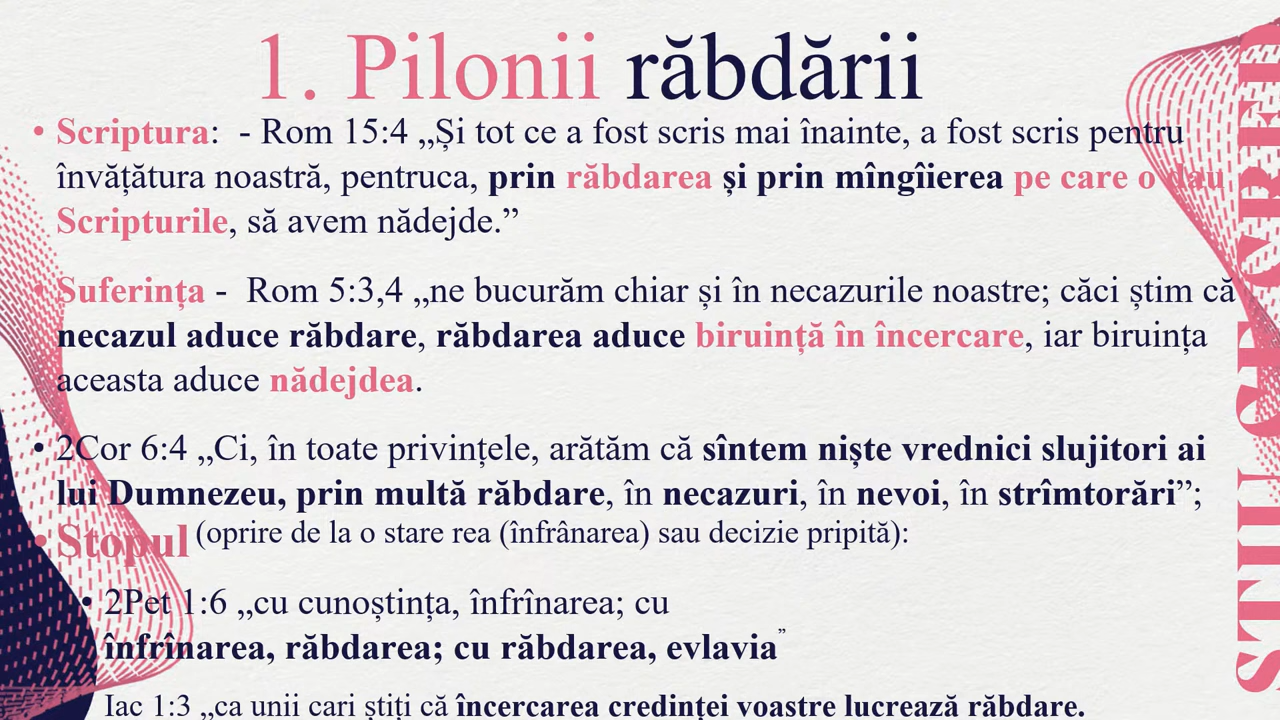 1. Pilonii răbdării
• Scriptura:  - Rom 15:4 „Și tot ce a fost scris mai înainte, a fost scris pentru
învățătura noastră, pentruca, prin răbdarea și prin mîngîierea pe care o dau
Scripturile, să avem nădejde.”
• Suferința -  Rom 5:3,4 „ne bucurăm chiar și în necazurile noastre; căci știm că
necazul aduce răbdare, răbdarea aduce biruință în încercare, iar biruința
aceasta aduce nădejdea.
• 2Cor 6:4 „Ci, în toate privințele, arătăm că sîntem niște vrednici slujitori ai
lui Dumnezeu, prin multă răbdare, în necazuri, în nevoi, în strîmtorări”;
• Stopul (oprire de la o stare rea (înfrânarea) sau decizie pripită):
• 2Pet 1:6 „cu cunoștința, înfrînarea; cu
înfrînarea, răbdarea; cu răbdarea, evlavia”
Iac 1:3 „ca unii cari știți că încercarea credinței voastre lucrează răbdare.